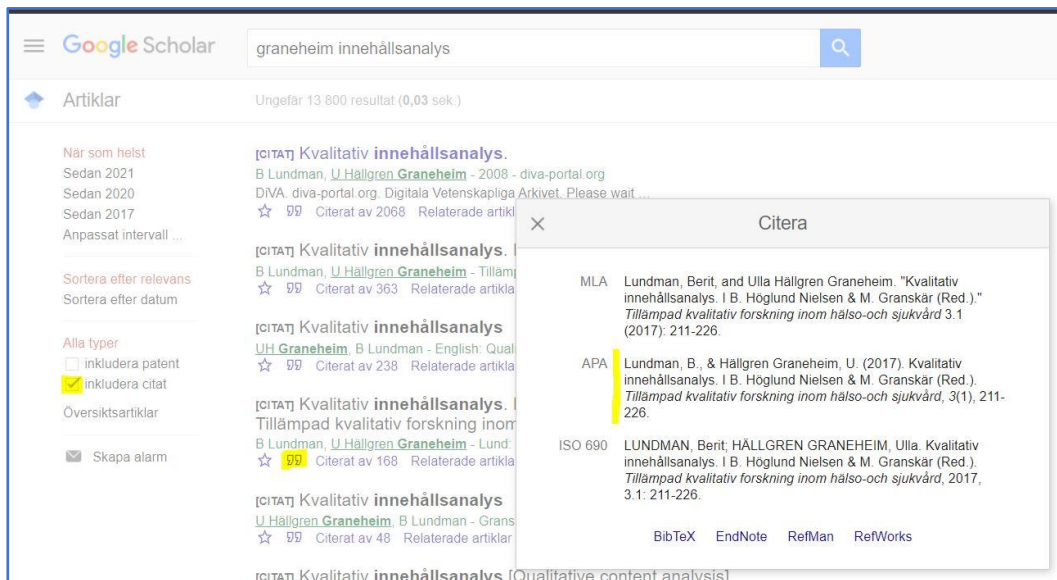 Google Scholar
graneheim innehållsanalys
Artiklar
Ungefär 13 800 resultat (0,03 sek.)
När som helst
Sedan 2021
Sedan 2020
Sedan 2017
Anpassat intervall ...
Sortera efter relevans
Sortera efter datum
Alla typer
inkludera patent
inkludera citat
Översiktsartiklar
Skapa alarm
[CITAT] Kvalitativ innehållsanalys.
B Lundman, U Hällgren Graneheim - 2008 - diva-portal.org
DiVA. diva-portal.org. Digitala Vetenskapliga Arkivet. Please wait ...
Citerat av 2068 Relaterade artikl
[CITAT] Kvalitativ innehållsanalys.
B Lundman, U Hällgren Graneheim - Tilläm
Citerat av 363 Relaterade artikla
[CITAT] Kvalitativ innehållsanalys
UH Graneheim, B Lundman - English: Qual
Citerat av 238 Relaterade artikla
[CITAT] Kvalitativ innehållsanalys.
Tillämpad kvalitativ forskning inom
B Lundman, U Hällgren Graneheim - Lund:
Citerat av 168 Relaterade artikla
[CITAT] Kvalitativ innehållsanalys
U Hällgren Graneheim, B Lundman - Grans
Citerat av 48 Relaterade artiklar
[CITAT] Kvalitativ innehållsanalys [Qualitative content analysis]
Citera
MLA Lundman, Berit, and Ulla Hällgren Graneheim. "Kvalitativ
innehållsanalys. I B. Höglund Nielsen & M. Granskär (Red.)."
Tillämpad kvalitativ forskning inom hälso-och sjukvård 3.1
(2017): 211-226.
APA Lundman, B., & Hällgren Graneheim, U. (2017). Kvalitativ
innehållsanalys. I B. Höglund Nielsen & M. Granskär (Red.).
Tillämpad kvalitativ forskning inom hälso-och sjukvård, 3(1), 211-
226.
ISO 690 LUNDMAN, Berit; HÄLLGREN GRANEHEIM, Ulla. Kvalitativ
innehållsanalys. I B. Höglund Nielsen & M. Granskär (Red.).
Tillämpad kvalitativ forskning inom hälso-och sjukvård, 2017,
3.1: 211-226.
BibTeX EndNote RefMan RefWorks